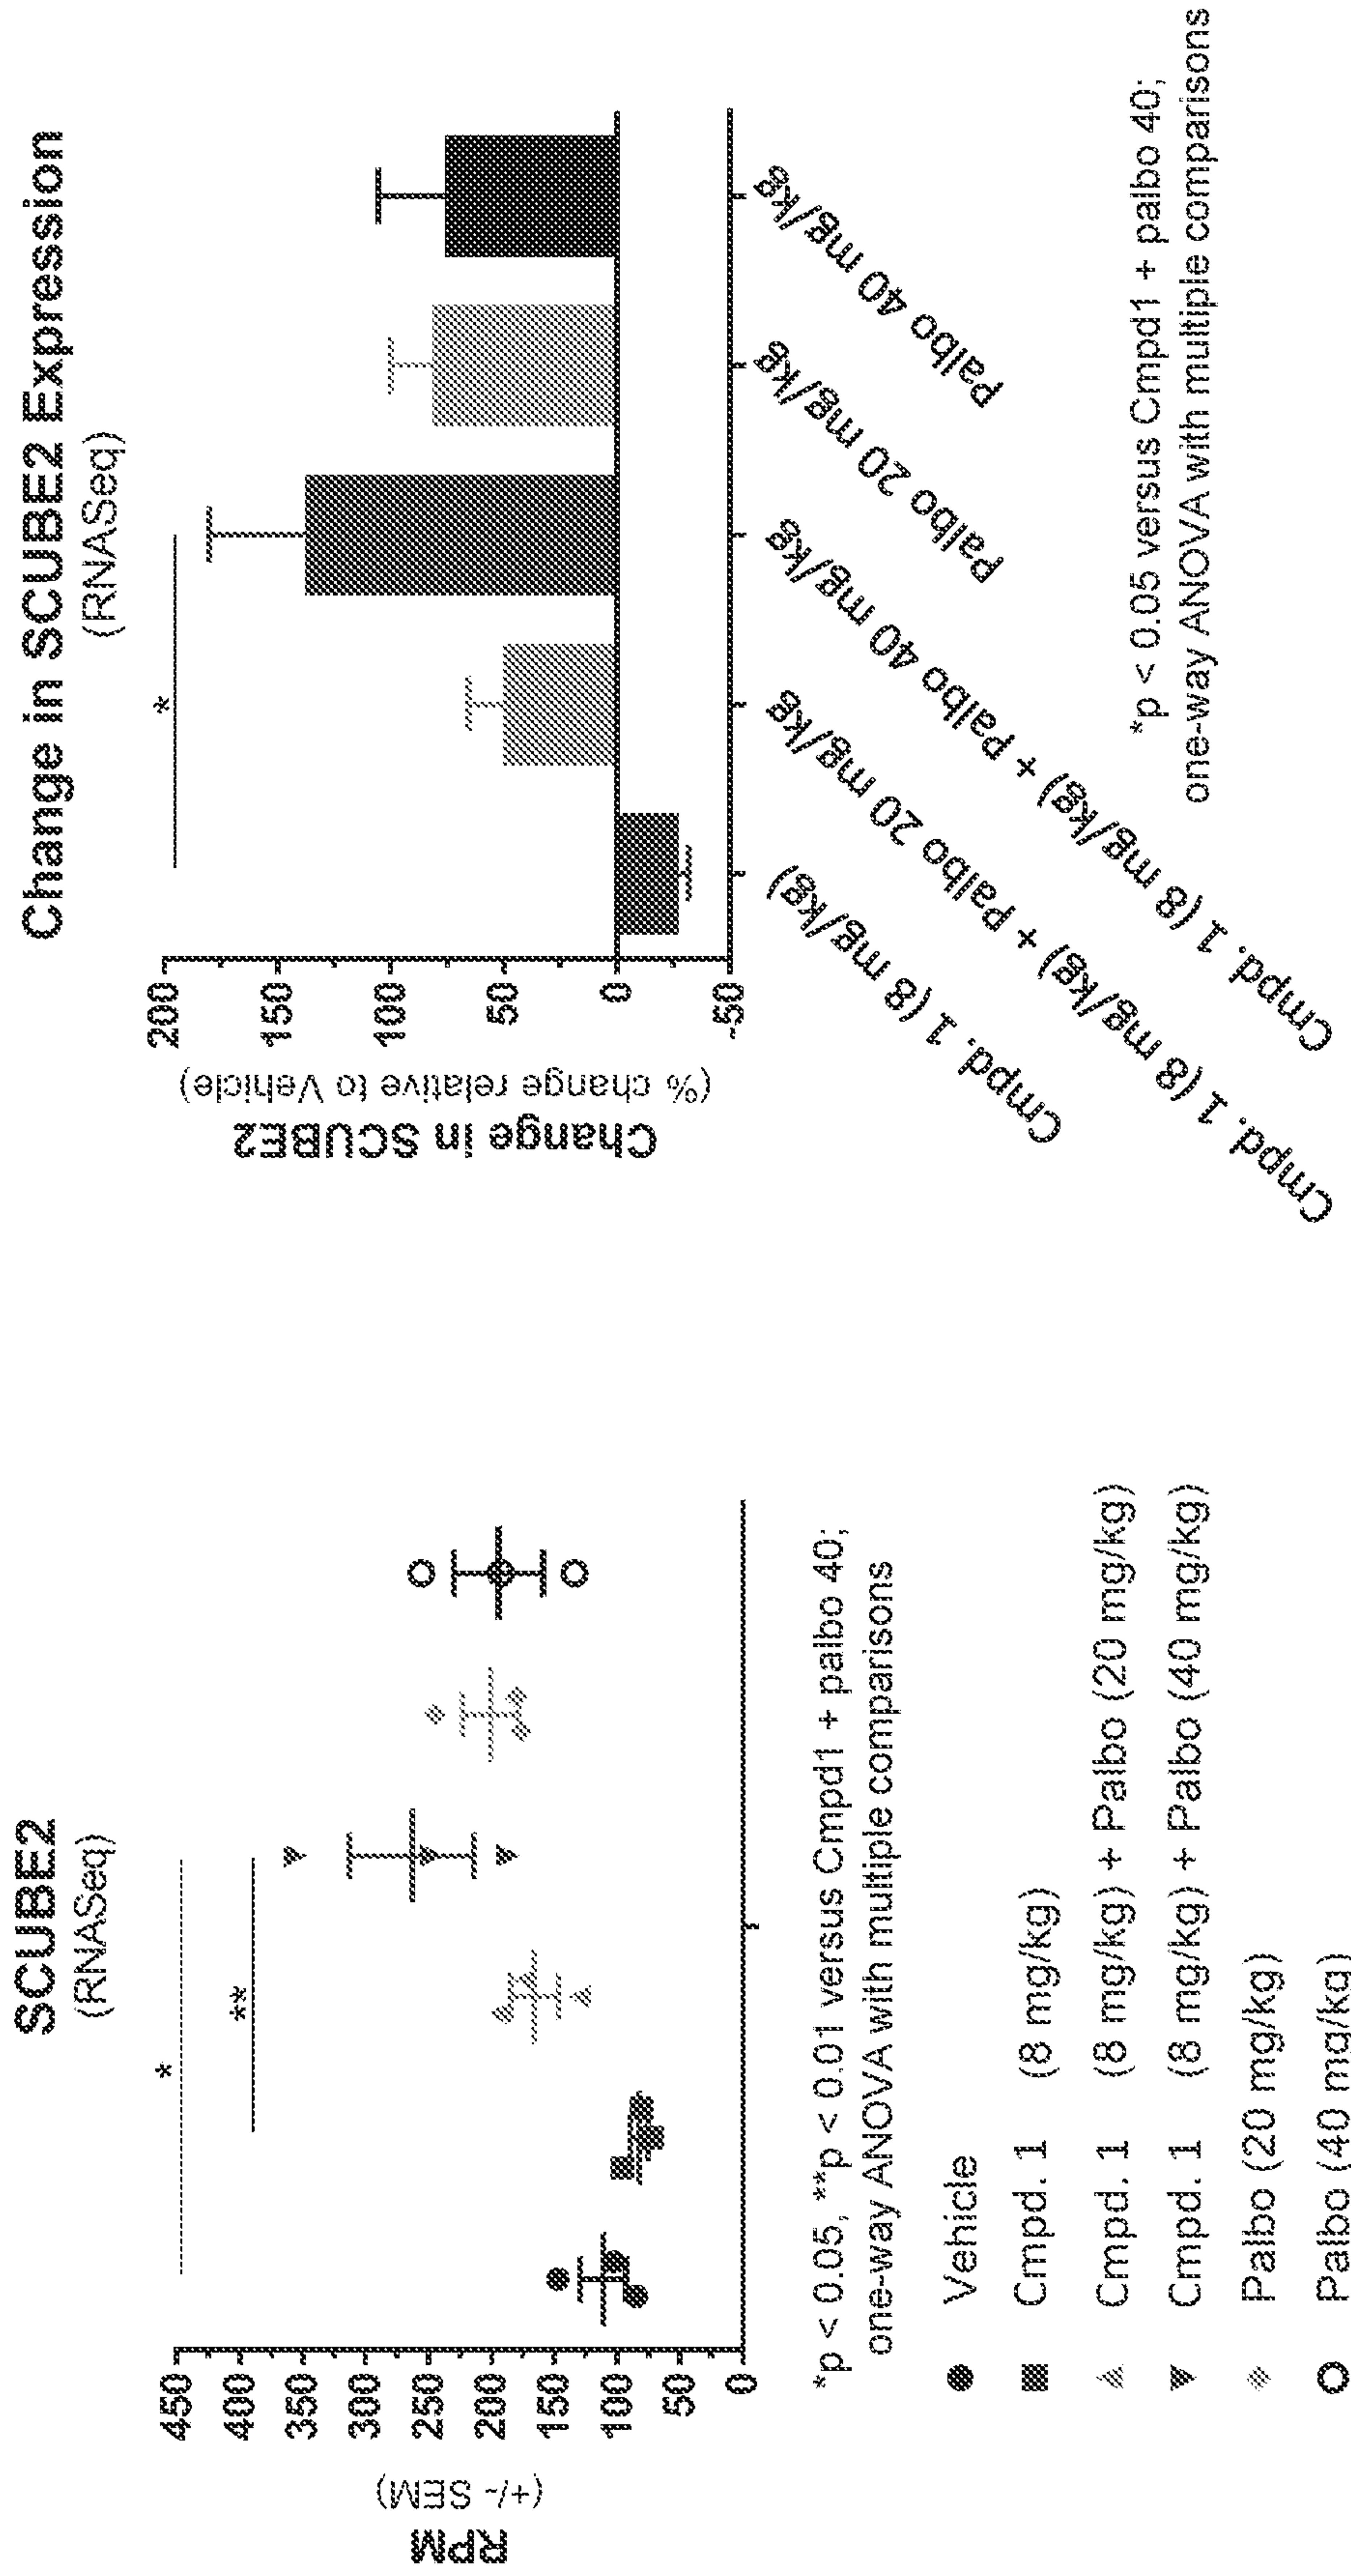 SCUBE2
(RNASeq)
RPM
(+/- SEM)
450
400
350
300
250
200
150
100
50
0
*
**
*p < 0.05, **p < 0.01 versus Cmpd1 + palbo 40;
one-way ANOVA with multiple comparisons
Vehicle
Cmpd. 1 (8 mg/kg)
Cmpd. 1 (8 mg/kg) + Palbo (20 mg/kg)
Cmpd. 1 (8 mg/kg) + Palbo (40 mg/kg)
Palbo (20 mg/kg)
Palbo (40 mg/kg)
Change in SCUBE2 Expression
(RNASeq)
Change in SCUBE2
(% change relative to Vehicle)
200
150
100
50
0
-50
*
Cmpd. 1 (8 mg/kg)
Cmpd. 1 (8 mg/kg) + Palbo 20 mg/kg
Cmpd. 1 (8 mg/kg) + Palbo 40 mg/kg
Palbo 20 mg/kg
Palbo 40 mg/kg
*p < 0.05 versus Cmpd1 + palbo 40;
one-way ANOVA with multiple comparisons